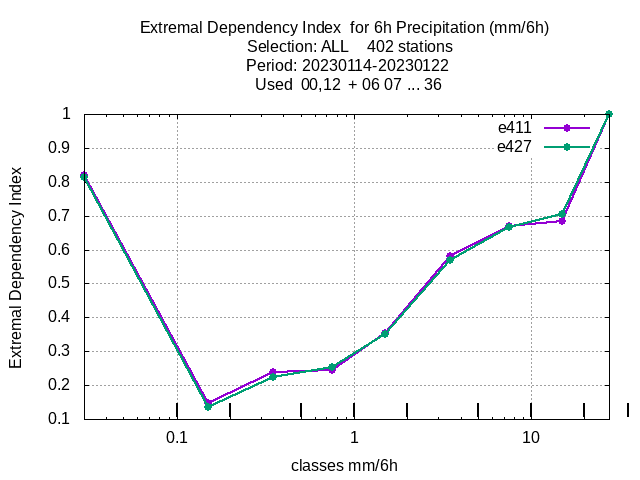 Extremal Dependency Index  for 6h Precipitation (mm/6h)
Selection: ALL    402 stations
Period: 20230114-20230122
Used  00,12  + 06 07 ... 36
e411
e427
1
0.9
0.8
0.7
0.6
0.5
0.4
0.3
0.2
0.1
Extremal Dependency Index
0.1 1 10
classes mm/6h